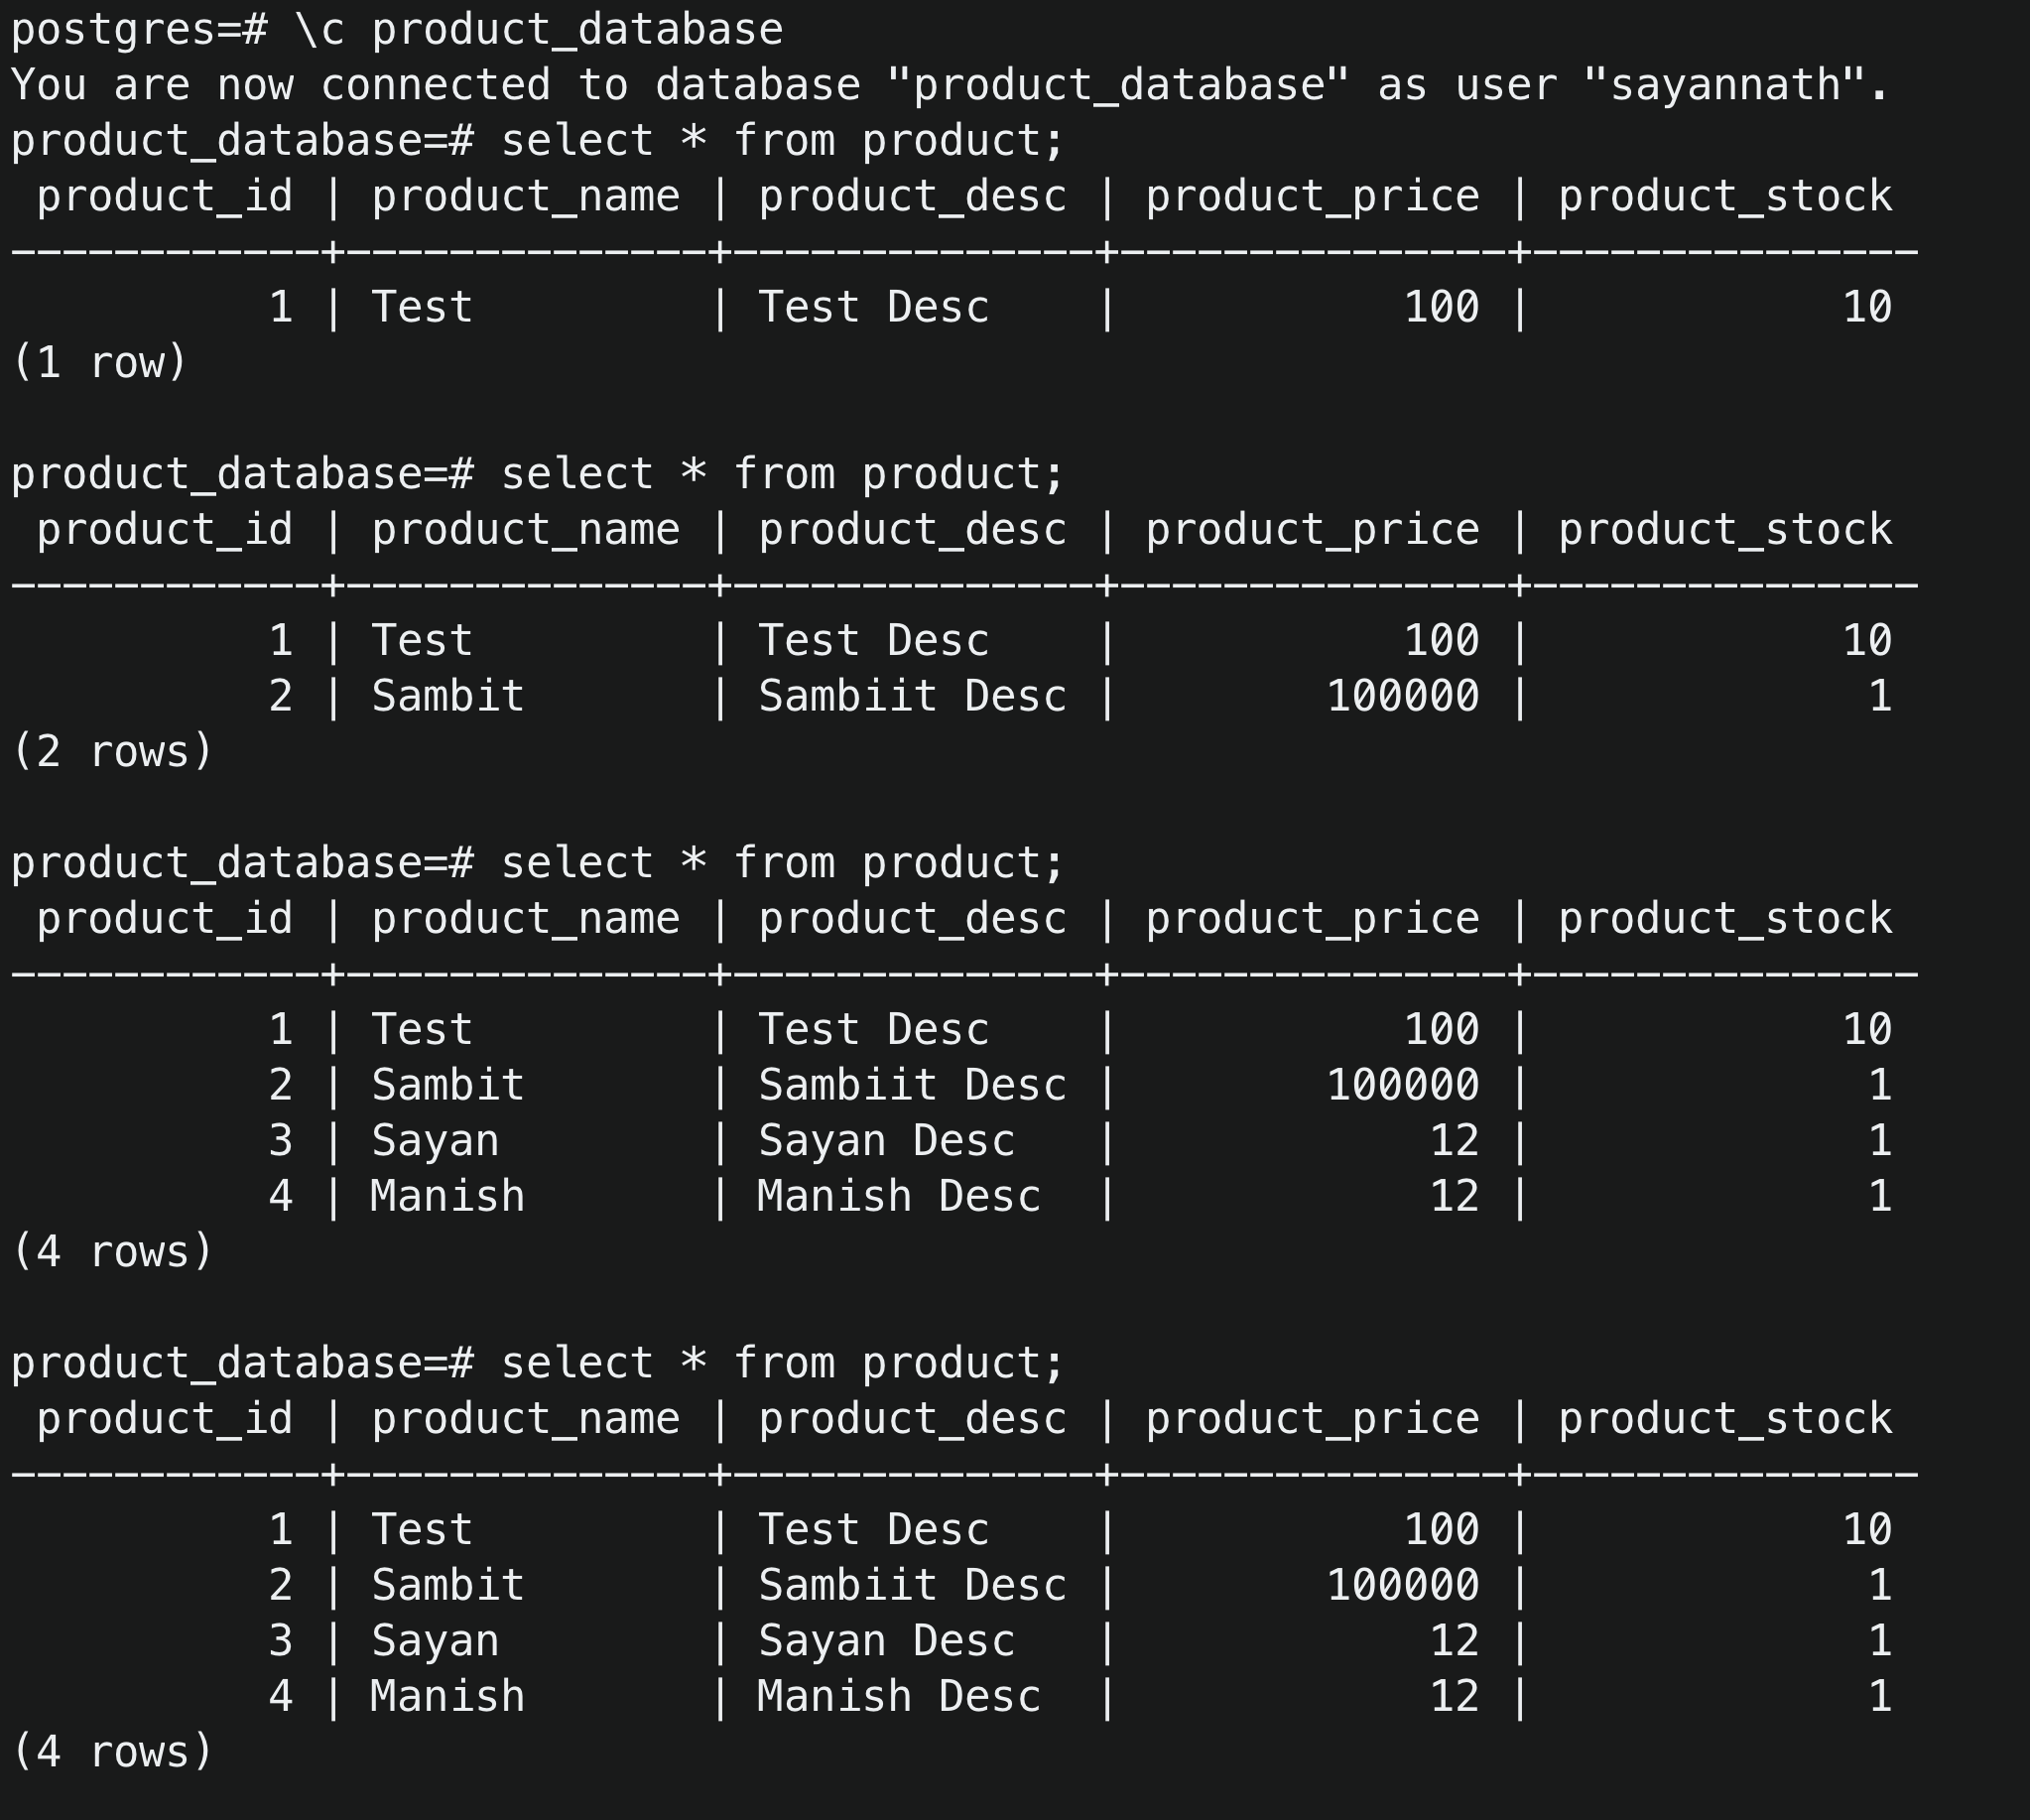 postgres=# \c product_database
You are now connected to database "product_database" as user "sayannath".
product_database=# select * from product;
 product_id | product_name | product_desc | product_price | product_stock
------------+--------------+--------------+---------------+---------------
          1 | Test         | Test Desc    |           100 |            10
(1 row)

product_database=# select * from product;
 product_id | product_name | product_desc | product_price | product_stock
------------+--------------+--------------+---------------+---------------
          1 | Test         | Test Desc    |           100 |            10
          2 | Sambit       | Sambiit Desc |        100000 |             1
(2 rows)

product_database=# select * from product;
 product_id | product_name | product_desc | product_price | product_stock
------------+--------------+--------------+---------------+---------------
          1 | Test         | Test Desc    |           100 |            10
          2 | Sambit       | Sambiit Desc |        100000 |             1
          3 | Sayan        | Sayan Desc   |            12 |             1
          4 | Manish       | Manish Desc  |            12 |             1
(4 rows)

product_database=# select * from product;
 product_id | product_name | product_desc | product_price | product_stock
------------+--------------+--------------+---------------+---------------
          1 | Test         | Test Desc    |           100 |            10
          2 | Sambit       | Sambiit Desc |        100000 |             1
          3 | Sayan        | Sayan Desc   |            12 |             1
          4 | Manish       | Manish Desc  |            12 |             1
(4 rows)